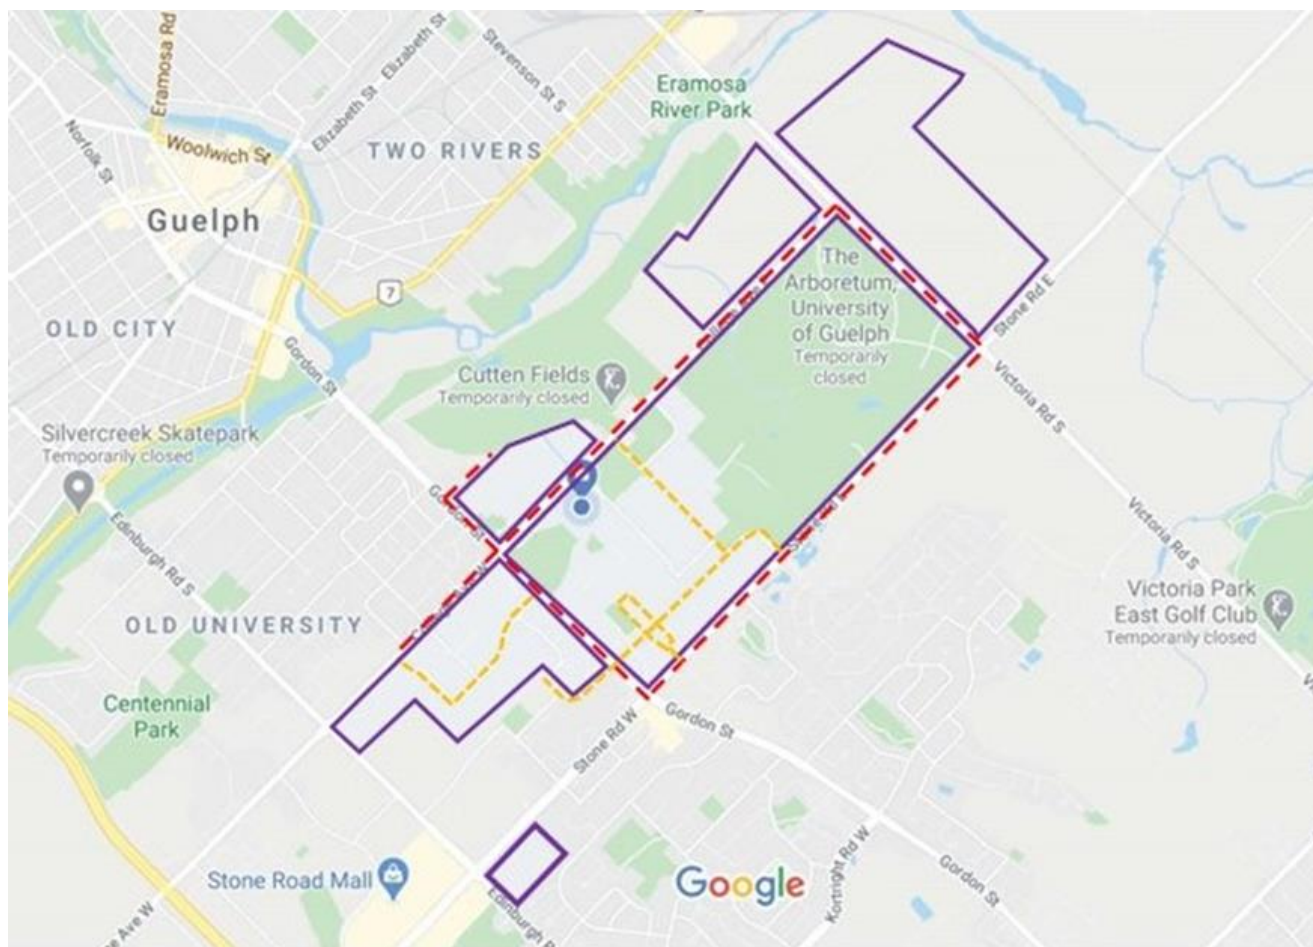 Eramosa Rd
Elizabeth St
Elizabeth St
Stevenson St S
Norfolk St
Woolwich St
TWO RIVERS
Eramosa
River Park
Guelph
7
OLD CITY
Gordon St
The
Arboretum,
University
of Guelph
Temporarily
closed
Stone Rd E
Victoria Rd S
Cutten Fields
Temporarily closed
Silvercreek Skatepark
Temporarily closed
Edinburgh Rd S
Gordon St
Victoria Rd S
OLD UNIVERSITY
Victoria Park
East Golf Club
Temporarily closed
Centennial
Park
Gordon St
Stone Rd W
Stone Road Mall
Google
Gordon St
Kortright Rd W
Edinburgh R
ne Ave W